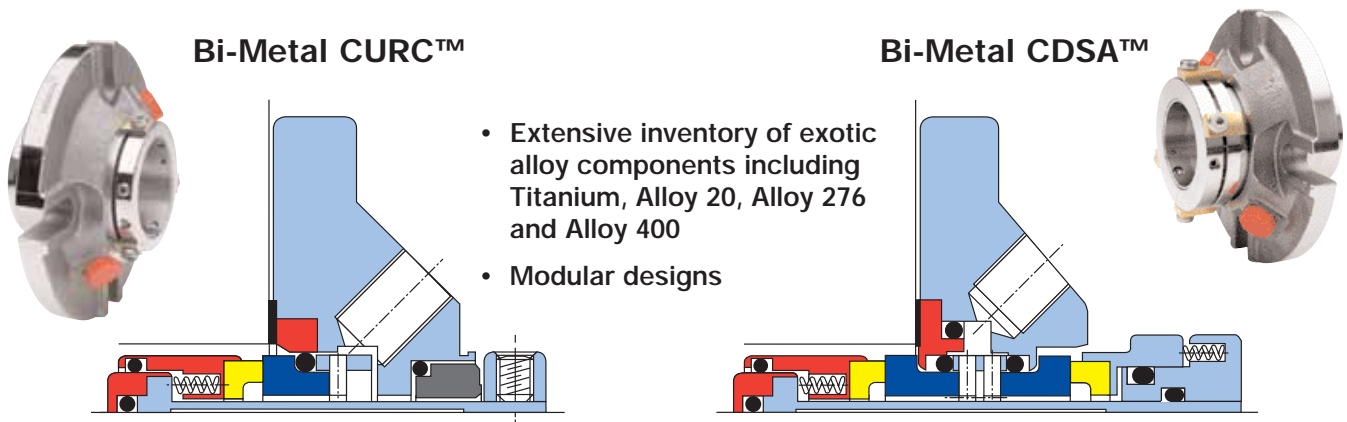 Bi-Metal CURC™
Bi-Metal CDSA™
• Extensive inventory of exotic
alloy components including
Titanium, Alloy 20, Alloy 276
and Alloy 400
• Modular designs